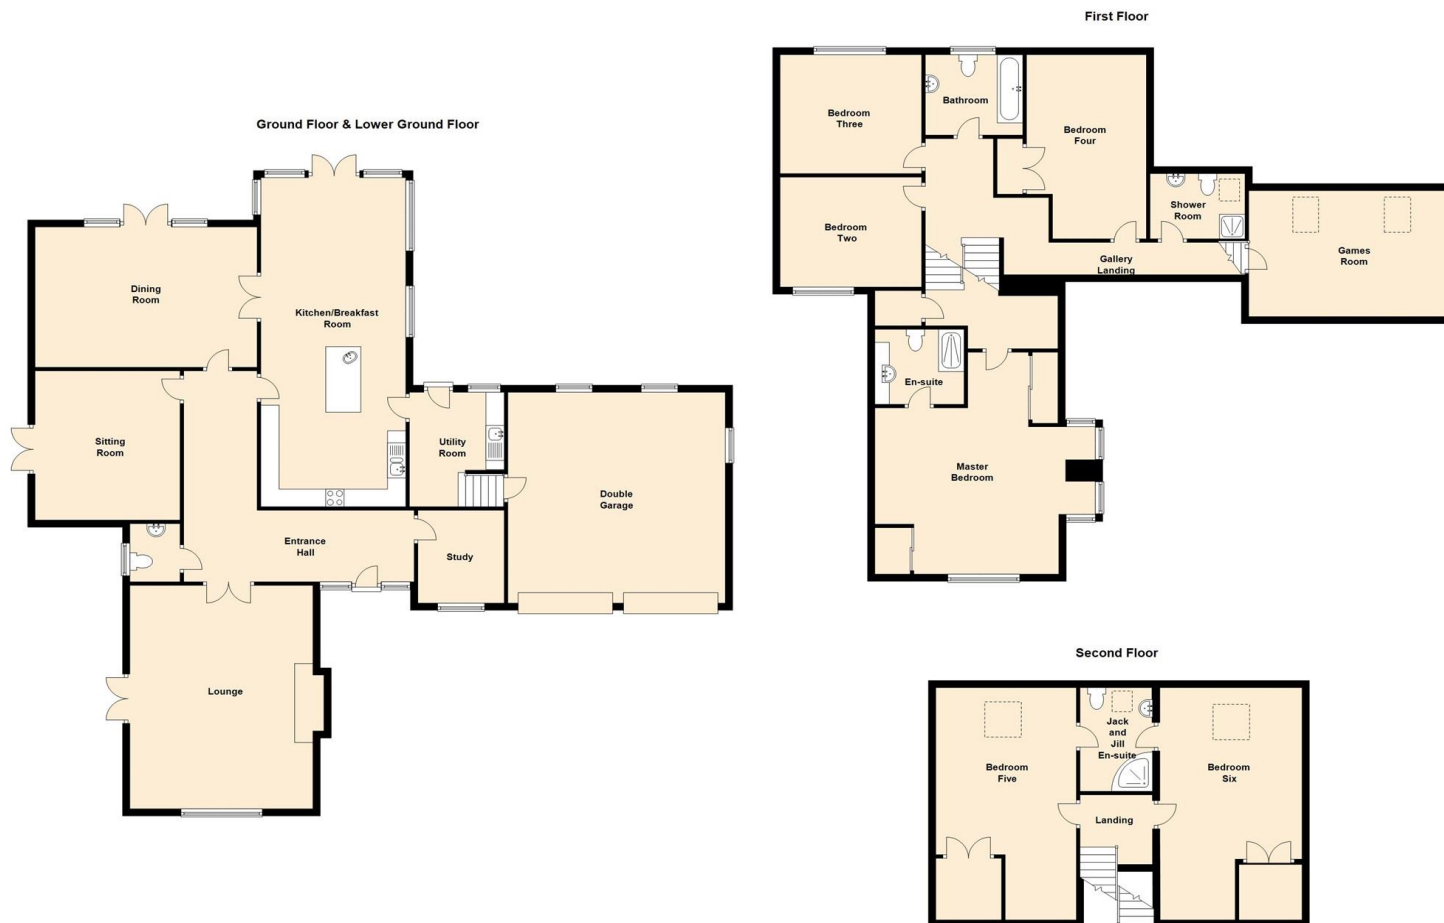 Ground Floor & Lower Ground Floor
Dining
Room
Kitchen/Breakfast
Room
Sitting
Room
Utility
Room
Double
Garage
Entrance
Hall
Study
Lounge
First Floor
Bedroom
Three
Bathroom
Bedroom
Four
Bedroom
Two
Shower
Room
Gallery
Landing
Games
Room
En-suite
Master
Bedroom
Second Floor
Bedroom
Five
Jack
and
Jill
En-suite
Bedroom
Six
Landing